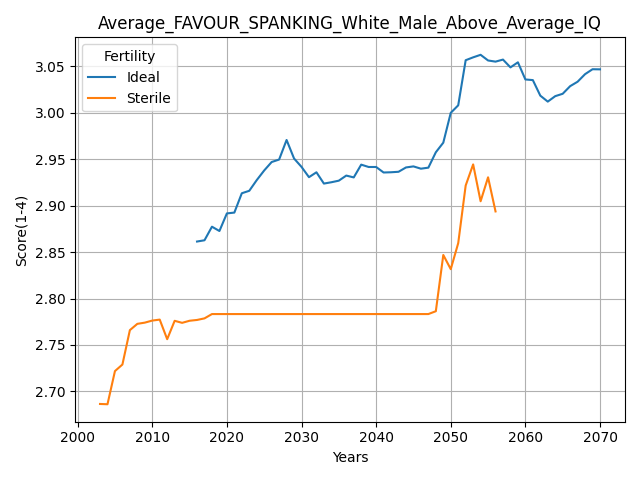 Average_FAVOUR_SPANKING_White_Male_Above_Average_IQ
Fertility
Ideal
Sterile
Score(1-4)
3.05
3.00
2.95
2.90
2.85
2.80
2.75
2.70
2000 2010 2020 2030 2040 2050 2060 2070
Years